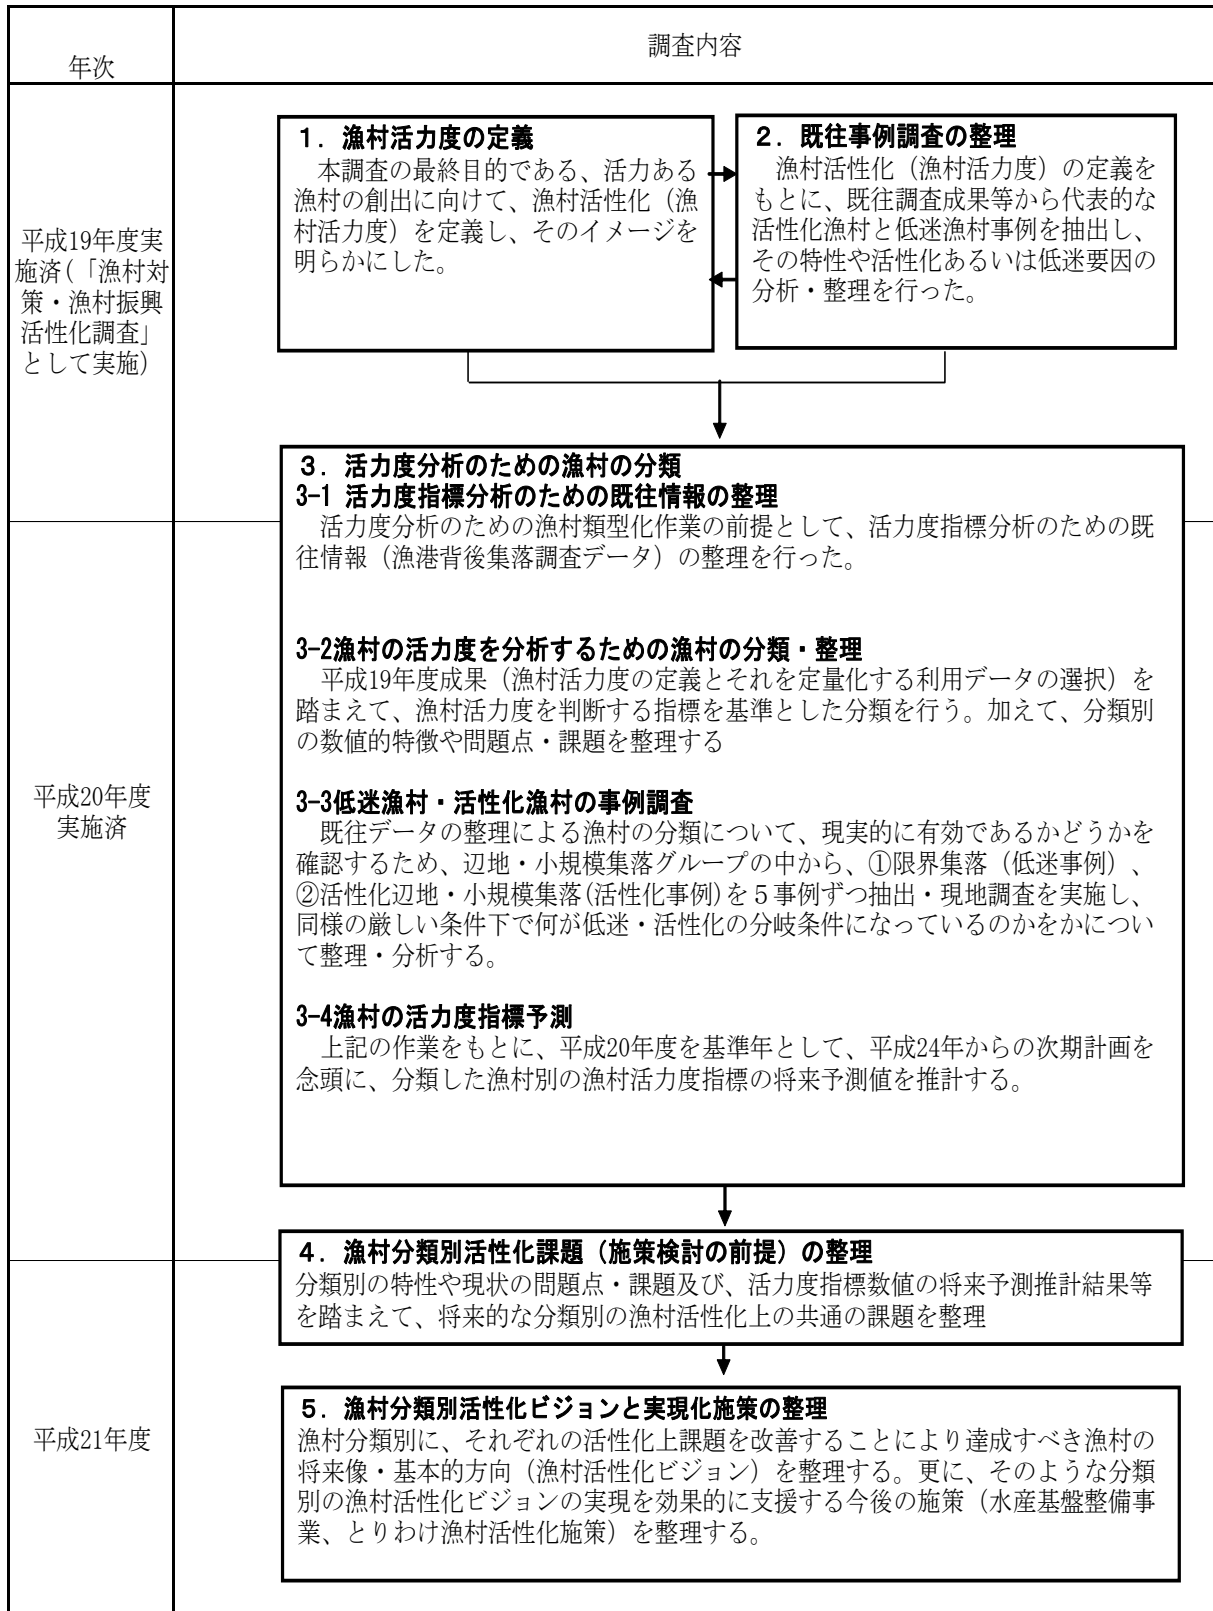 年次
調査内容
平成19年度実
施済(「漁村対
策・漁村振興
活性化調査」
として実施)
１．漁村活力度の定義
本調査の最終目的である、活力ある
漁村の創出に向けて、漁村活性化（漁
村活力度）を定義し、そのイメージを
明らかにした。
２．既往事例調査の整理
漁村活性化（漁村活力度）の定義を
もとに、既往調査成果等から代表的な
活性化漁村と低迷漁村事例を抽出し、
その特性や活性化あるいは低迷要因の
分析・整理を行った。
３．活力度分析のための漁村の分類
3-1 活力度指標分析のための既往情報の整理
活力度分析のための漁村類型化作業の前提として、活力度指標分析のための既
往情報（漁港背後集落調査データ）の整理を行った。
3-2漁村の活力度を分析するための漁村の分類・整理
平成19年度成果（漁村活力度の定義とそれを定量化する利用データの選択）を
踏まえて、漁村活力度を判断する指標を基準とした分類を行う。加えて、分類別
の数値的特徴や問題点・課題を整理する
平成20年度
実施済
3-3低迷漁村・活性化漁村の事例調査
既往データの整理による漁村の分類について、現実的に有効であるかどうかを
確認するため、辺地・小規模集落グループの中から、①限界集落（低迷事例）、
②活性化辺地・小規模集落(活性化事例)を５事例ずつ抽出・現地調査を実施し、
同様の厳しい条件下で何が低迷・活性化の分岐条件になっているのかをかについ
て整理・分析する。
3-4漁村の活力度指標予測
上記の作業をもとに、平成20年度を基準年として、平成24年からの次期計画を
念頭に、分類した漁村別の漁村活力度指標の将来予測値を推計する。
４．漁村分類別活性化課題（施策検討の前提）の整理
分類別の特性や現状の問題点・課題及び、活力度指標数値の将来予測推計結果等
を踏まえて、将来的な分類別の漁村活性化上の共通の課題を整理
平成21年度
５．漁村分類別活性化ビジョンと実現化施策の整理
漁村分類別に、それぞれの活性化上課題を改善することにより達成すべき漁村の
将来像・基本的方向（漁村活性化ビジョン）を整理する。更に、そのような分類
別の漁村活性化ビジョンの実現を効果的に支援する今後の施策（水産基盤整備事
業、とりわけ漁村活性化施策）を整理する。